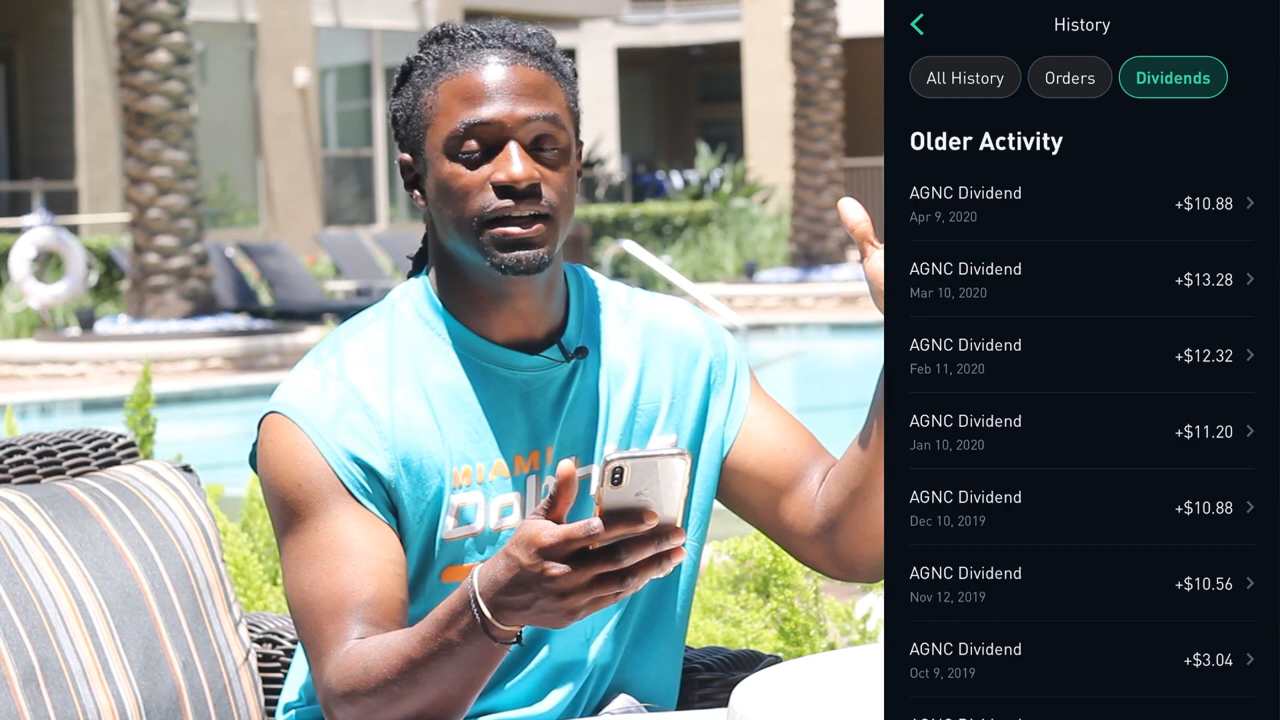 MIAMI
Dolph
History
All History
Orders
Dividends
Older Activity
AGNC Dividend
+$10.88
Apr 9, 2020
AGNC Dividend
+$13.28
Mar 10, 2020
AGNC Dividend
+$12.32
Feb 11, 2020
AGNC Dividend
+$11.20
Jan 10, 2020
AGNC Dividend
+$10.88
Dec 10, 2019
AGNC Dividend
+$10.56
Nov 12, 2019
AGNC Dividend
+$3.04
Oct 9, 2019